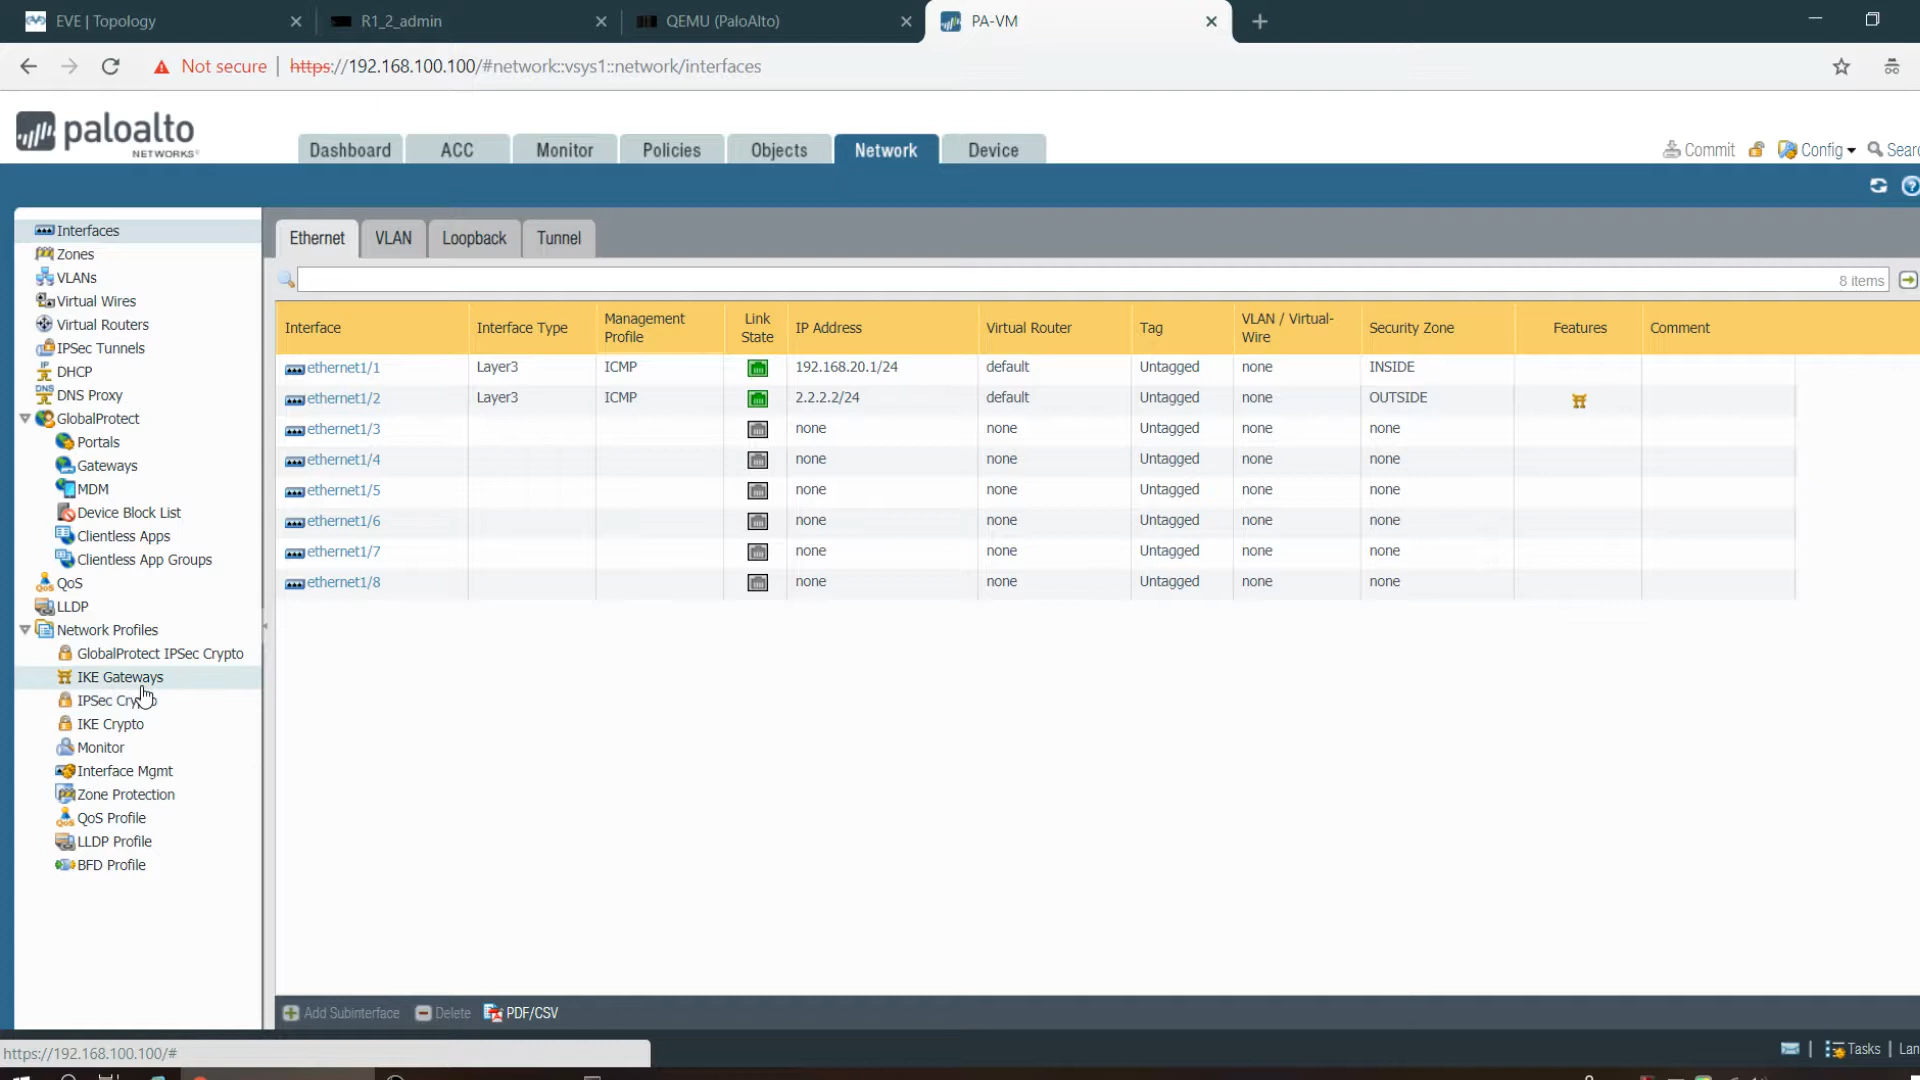 EVE | Topology
R1_2_admin
QEMU (PaloAlto)
PA-VM
Not secure | https://192.168.100.100/#network::vsys1::network/interfaces
paloalto
NETWORKS®
Dashboard ACC Monitor Policies Objects Network Device
Commit Config Sear
Interfaces
Zones
VLANs
Virtual Wires
Virtual Routers
IPSec Tunnels
DHCP
DNS Proxy
GlobalProtect
Portals
Gateways
MDM
Device Block List
Clientless Apps
Clientless App Groups
QoS
LLDP
Network Profiles
GlobalProtect IPSec Crypto
IKE Gateways
IPSec Crypto
IKE Crypto
Monitor
Interface Mgmt
Zone Protection
QoS Profile
LLDP Profile
BFD Profile
Ethernet VLAN Loopback Tunnel
8 items
Interface Interface Type Management Profile Link State IP Address Virtual Router Tag VLAN / Virtual-Wire Security Zone Features Comment
ethernet1/1 Layer3 ICMP 192.168.20.1/24 default Untagged none INSIDE
ethernet1/2 Layer3 ICMP 2.2.2.2/24 default Untagged none OUTSIDE
ethernet1/3 none none Untagged none none
ethernet1/4 none none Untagged none none
ethernet1/5 none none Untagged none none
ethernet1/6 none none Untagged none none
ethernet1/7 none none Untagged none none
ethernet1/8 none none Untagged none none
Add Subinterface Delete PDF/CSV
https://192.168.100.100/#
| Tasks | Lan